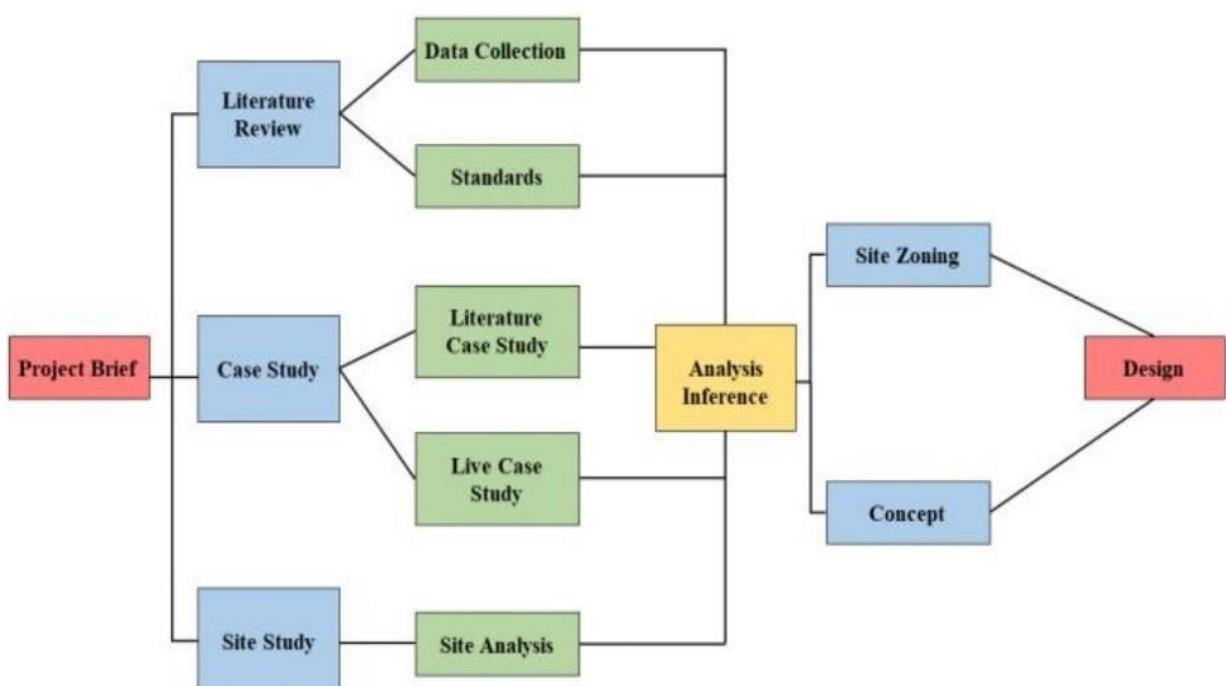 Project Brief
Literature
Review
Case Study
Site Study
Data Collection
Standards
Literature
Case Study
Live Case
Study
Site Analysis
Analysis
Inference
Site Zoning
Concept
Design